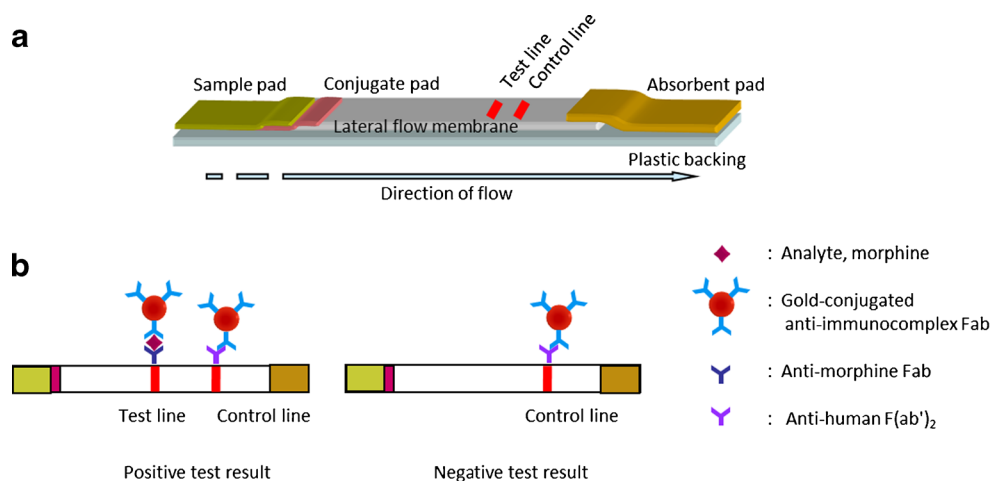 a
Sample pad
Conjugate pad
Test line
Control line
Absorbent pad
Lateral flow membrane
Plastic backing
Direction of flow
b
: Analyte, morphine
: Gold-conjugated
anti-immunocomplex Fab
: Anti-morphine Fab
: Anti-human F(ab')₂
Test line
Control line
Control line
Positive test result
Negative test result